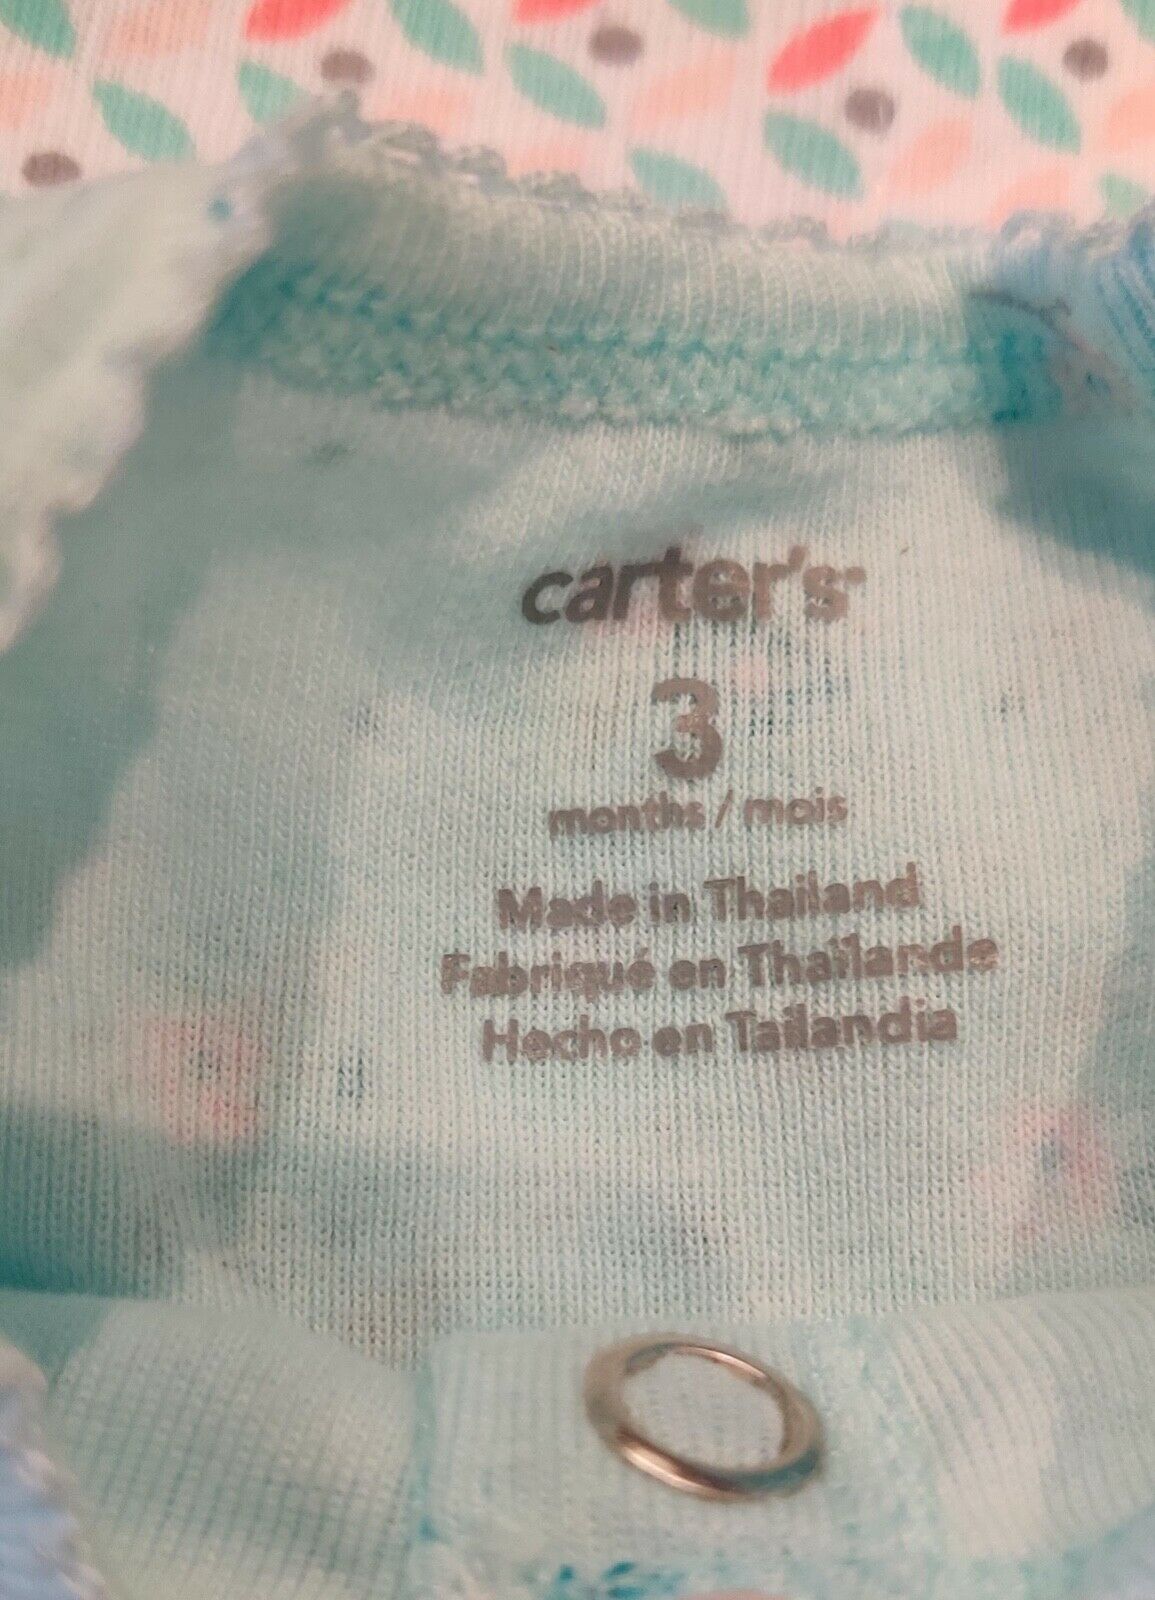 carter's
3
months / mois
Made in Thailand
Fabriqué en Thaïlande
Hecho en Tailandia